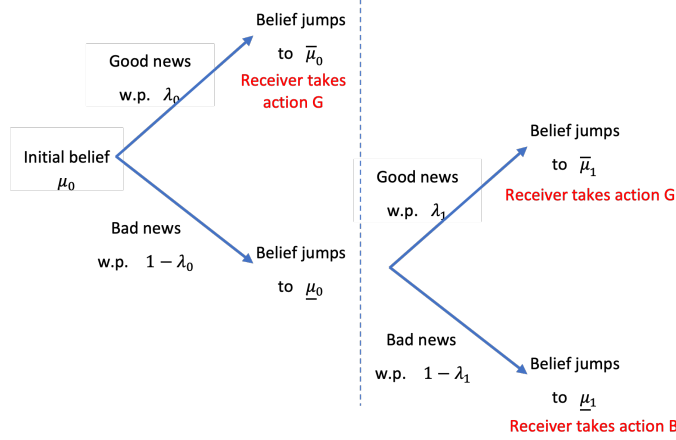 Belief jumps
to μ̅₀
Receiver takes
action G
Good news
w.p. λ₀
Initial belief
μ₀
Bad news
w.p. 1 − λ₀
Belief jumps
to μ̲₀
Good news
w.p. λ₁
Belief jumps
to μ̅₁
Receiver takes action G
Bad news
w.p. 1 − λ₁
Belief jumps
to μ̲₁
Receiver takes action B